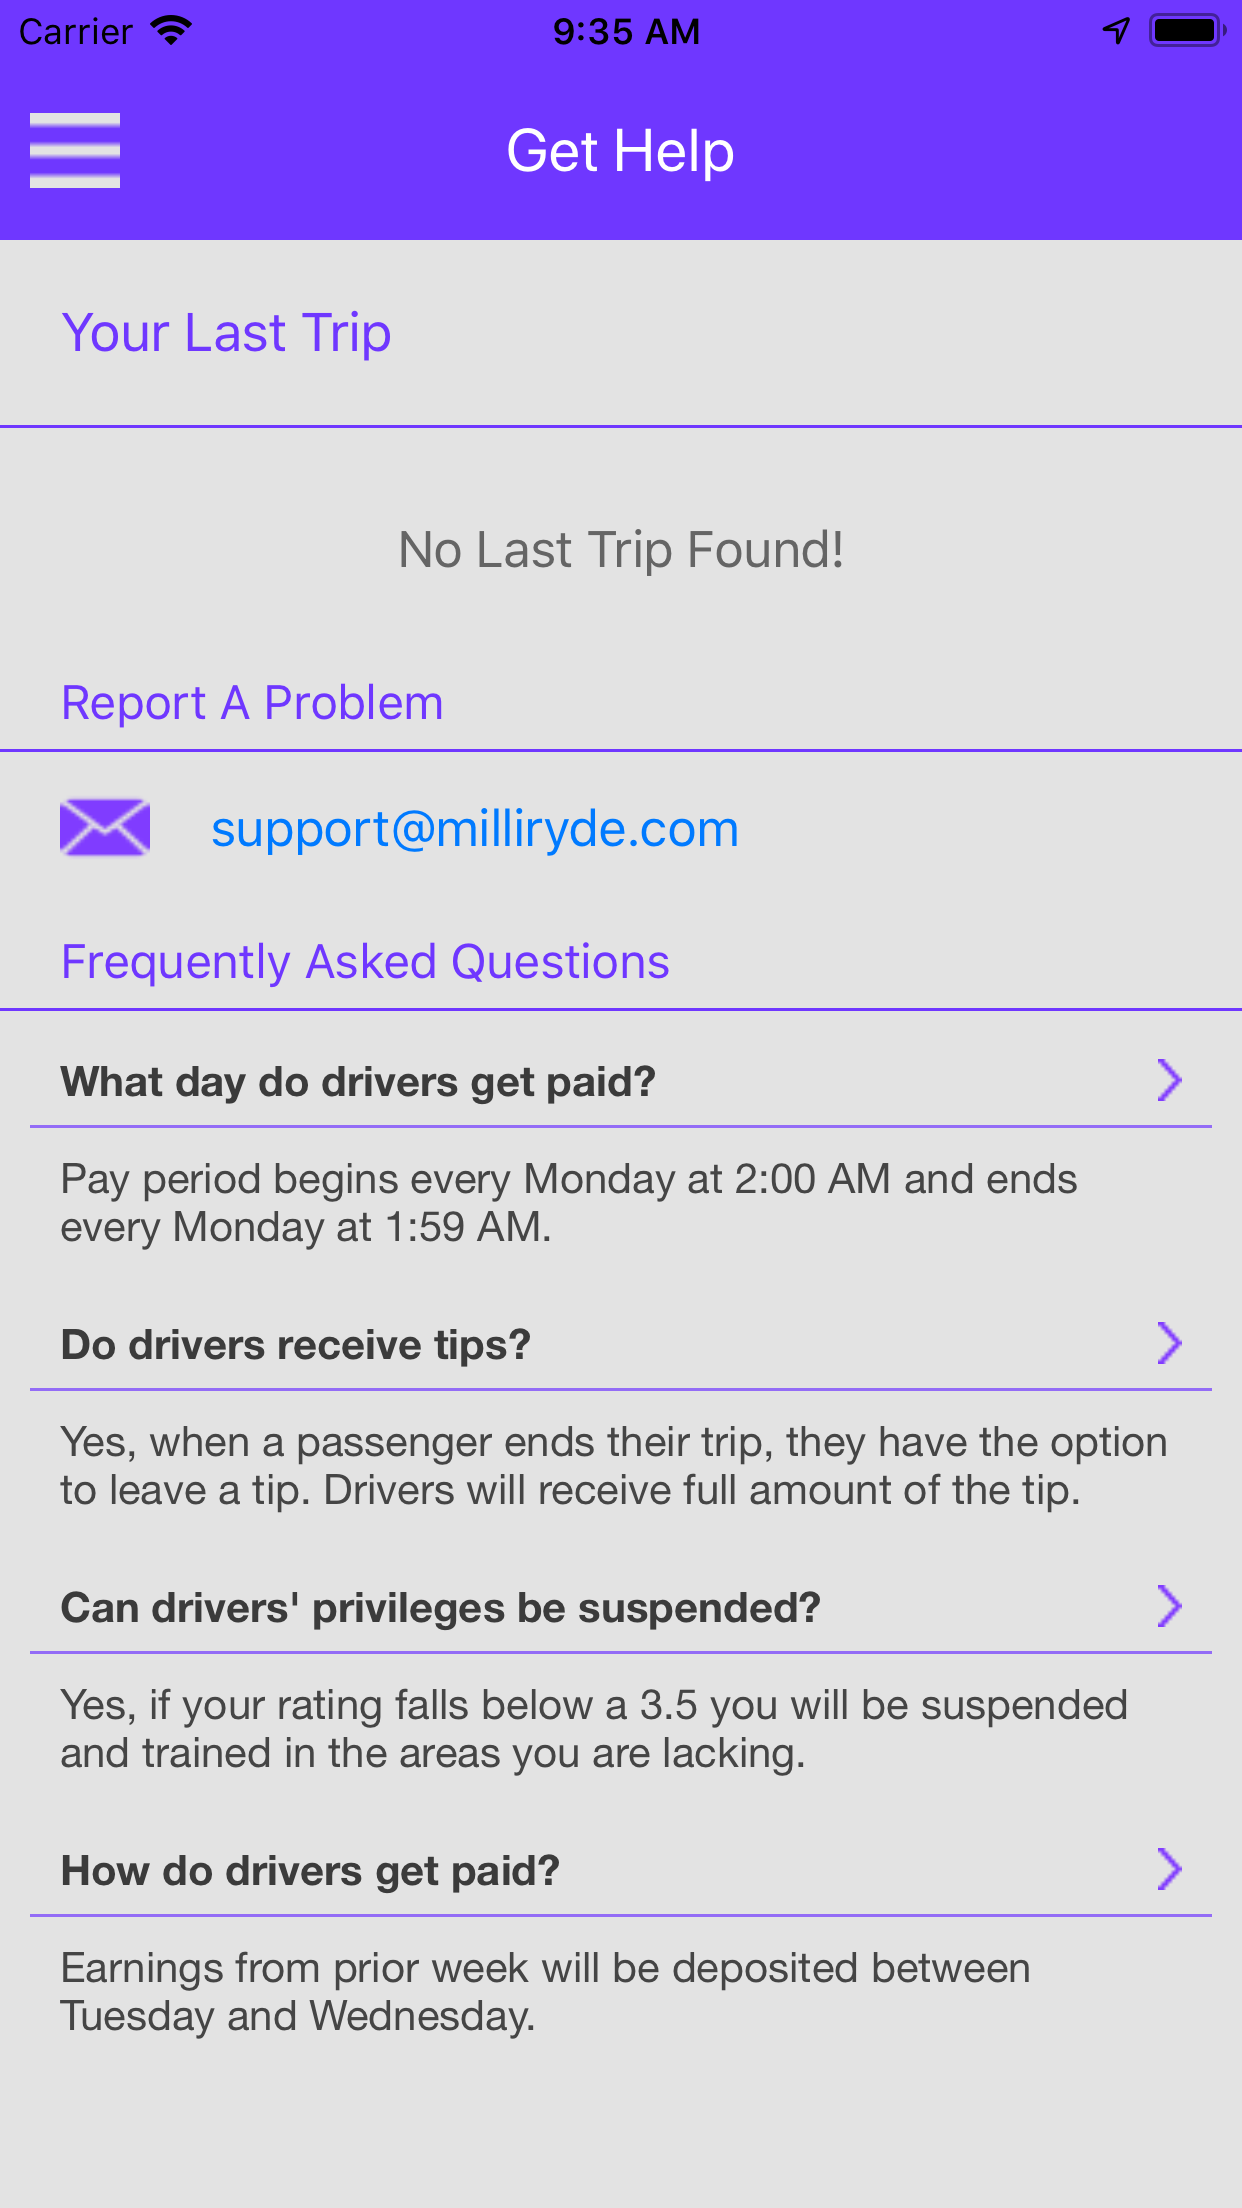 Carrier
9:35 AM
Get Help
Your Last Trip
No Last Trip Found!
Report A Problem
support@milliryde.com
Frequently Asked Questions
What day do drivers get paid?
Pay period begins every Monday at 2:00 AM and ends
every Monday at 1:59 AM.
Do drivers receive tips?
Yes, when a passenger ends their trip, they have the option
to leave a tip. Drivers will receive full amount of the tip.
Can drivers' privileges be suspended?
Yes, if your rating falls below a 3.5 you will be suspended
and trained in the areas you are lacking.
How do drivers get paid?
Earnings from prior week will be deposited between
Tuesday and Wednesday.